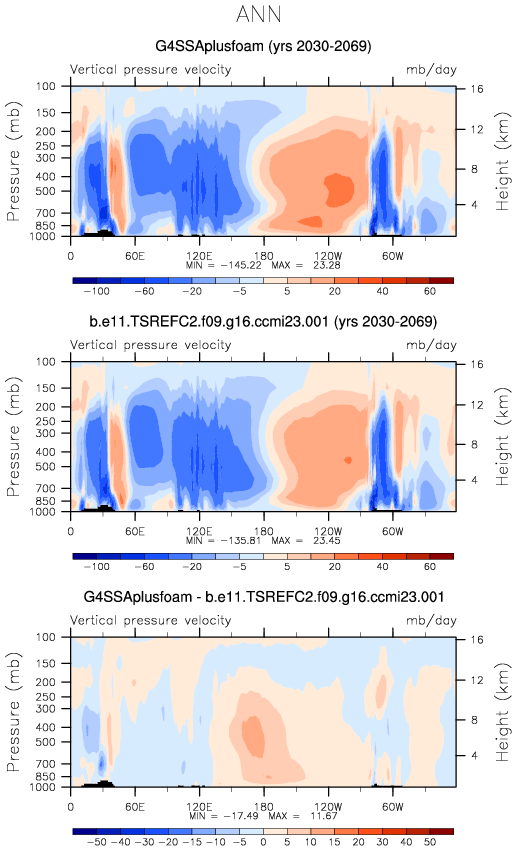 ANN
G4SSAplusfoam (yrs 2030-2069)
Vertical pressure velocity mb/day
Pressure (mb)
100
150
200
250
300
400
500
700
850
1000
16
12
8
4
Height (km)
0 60E 120E 180 120W 60W
MIN = -145.22 MAX = 23.28
-100 -60 -20 -5 5 20 40 60
b.e11.TSREFC2.f09.g16.ccmi23.001 (yrs 2030-2069)
Vertical pressure velocity mb/day
Pressure (mb)
100
150
200
250
300
400
500
700
850
1000
16
12
8
4
Height (km)
0 60E 120E 180 120W 60W
MIN = -135.81 MAX = 23.45
-100 -60 -20 -5 5 20 40 60
G4SSAplusfoam - b.e11.TSREFC2.f09.g16.ccmi23.001
Vertical pressure velocity mb/day
Pressure (mb)
100
150
200
250
300
400
500
700
850
1000
16
12
8
4
Height (km)
0 60E 120E 180 120W 60W
MIN = -17.49 MAX = 11.67
-50 -40 -30 -20 -15 -10 -5 0 5 10 15 20 30 40 50